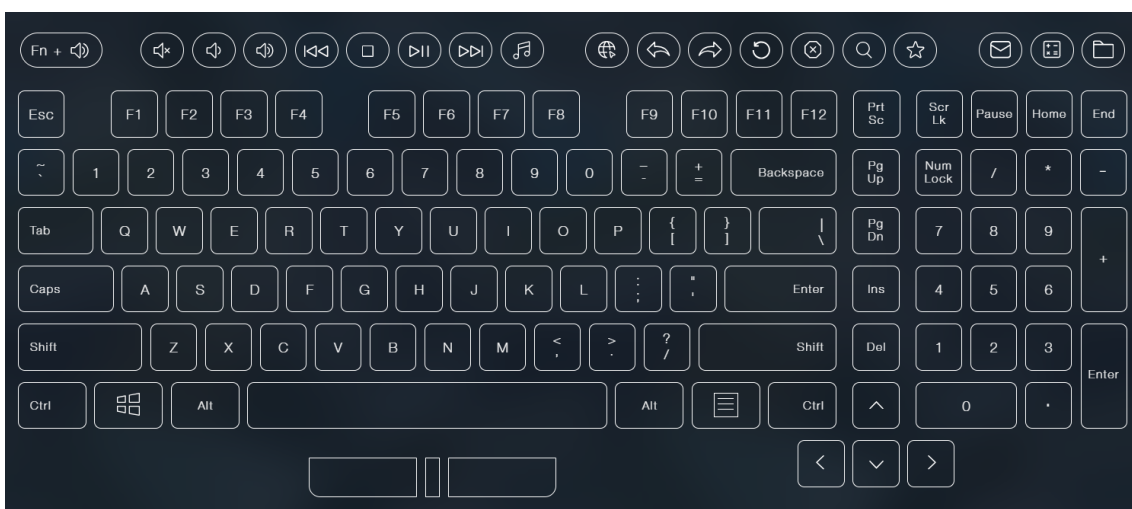 Fn +
Esc F1 F2 F3 F4 F5 F6 F7 F8 F9 F10 F11 F12 Prt Sc Scr Lk Pause Home End
~ ` 1 2 3 4 5 6 7 8 9 0 _ - + = Backspace Pg Up Num Lock / * -
Tab Q W E R T Y U I O P { [ } ] | \ Pg Dn 7 8 9 +
Caps A S D F G H J K L : ; " ' Enter Ins 4 5 6
Shift Z X C V B N M < , > . ? / Shift Del 1 2 3 Enter
Ctrl Alt Alt Ctrl 0 .